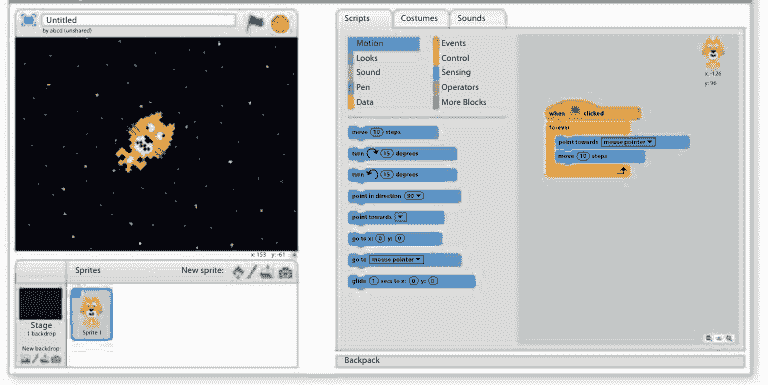 Untitled
by abcd (unshared)
x: 153 y: -61
Sprites
New sprite:
Stage
1 backdrop
New backdrop:
Sprite 1
Scripts
Costumes
Sounds
Motion
Looks
Sound
Pen
Data
Events
Control
Sensing
Operators
More Blocks
move 10 steps
turn 15 degrees
turn 15 degrees
point in direction 90
point towards
go to x: 0 y: 0
go to mouse pointer
glide 1 secs to x: 0 y: 0
x: -126
y: 96
when clicked
forever
point towards mouse pointer
move 10 steps
Backpack